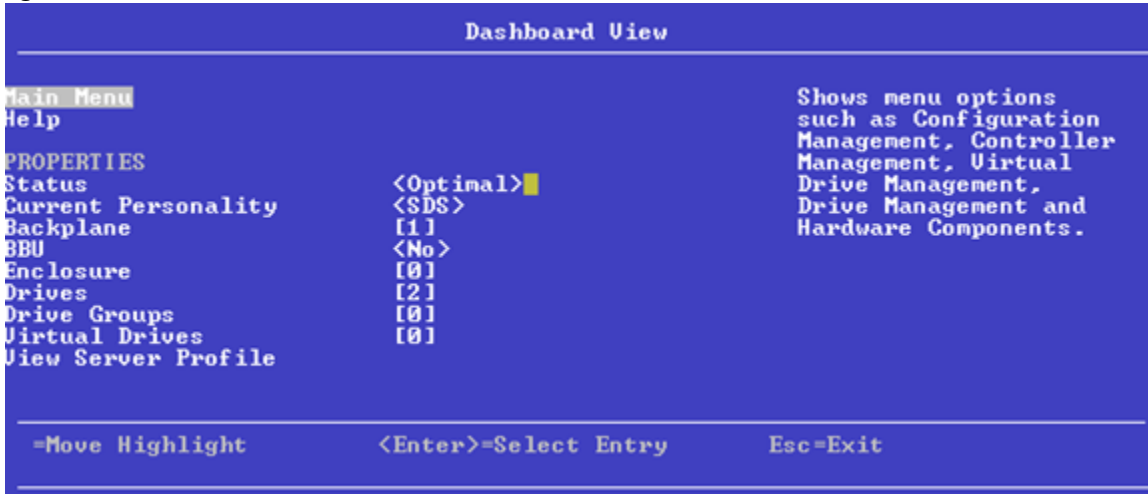 Dashboard View
Main Menu
Help
PROPERTIES
Status <Optimal>
Current Personality <SDS>
Backplane [1]
BBU <No>
Enclosure [0]
Drives [2]
Drive Groups [0]
Virtual Drives [0]
View Server Profile
Shows menu options
such as Configuration
Management, Controller
Management, Virtual
Drive Management,
Drive Management and
Hardware Components.
=Move Highlight <Enter>=Select Entry Esc=Exit